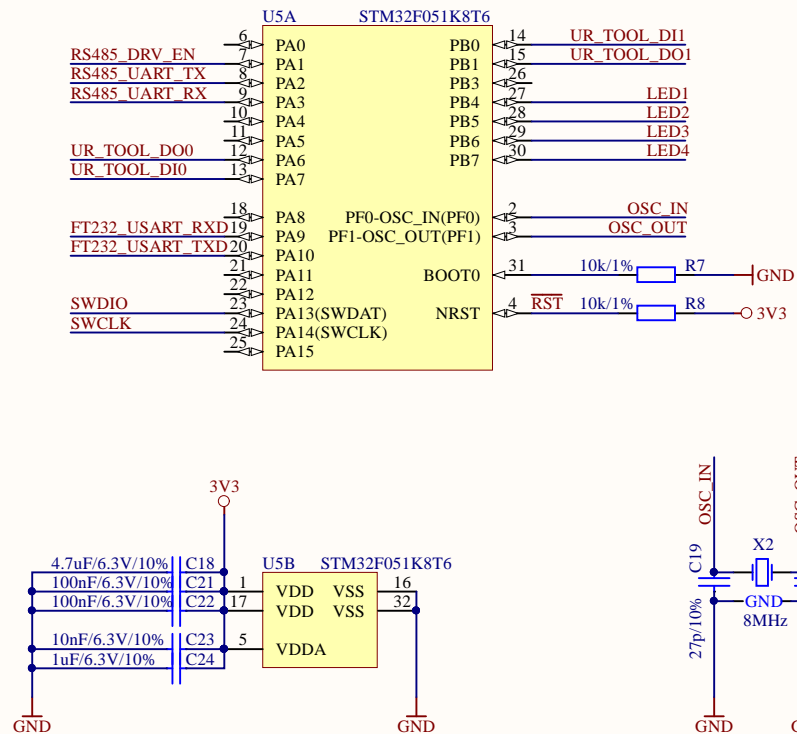 U5A STM32F051K8T6
6 PA0 PB0 14 UR_TOOL_DI1
RS485_DRV_EN 7 PA1 PB1 15 UR_TOOL_DO1
RS485_UART_TX 8 PA2 PB3 26
RS485_UART_RX 9 PA3 PB4 27 LED1
10 PA4 PB5 28 LED2
11 PA5 PB6 29 LED3
UR_TOOL_DO0 12 PA6 PB7 30 LED4
UR_TOOL_DI0 13 PA7
18 PA8 PF0-OSC_IN(PF0) 2 OSC_IN
FT232_USART_RXD 19 PA9 PF1-OSC_OUT(PF1) 3 OSC_OUT
FT232_USART_TXD 20 PA10
21 PA11 BOOT0 31 10k/1% R7 GND
22 PA12
SWDIO 23 PA13(SWDAT) NRST 4 RST 10k/1% R8 3V3
SWCLK 24 PA14(SWCLK)
25 PA15
3V3
4.7uF/6.3V/10% C18 U5B STM32F051K8T6
100nF/6.3V/10% C21 1 VDD VSS 16
100nF/6.3V/10% C22 17 VDD VSS 32
10nF/6.3V/10% C23 5 VDDA
1uF/6.3V/10% C24
GND GND
OSC_IN
C19 X2
27p/10% GND
8MHz
GND